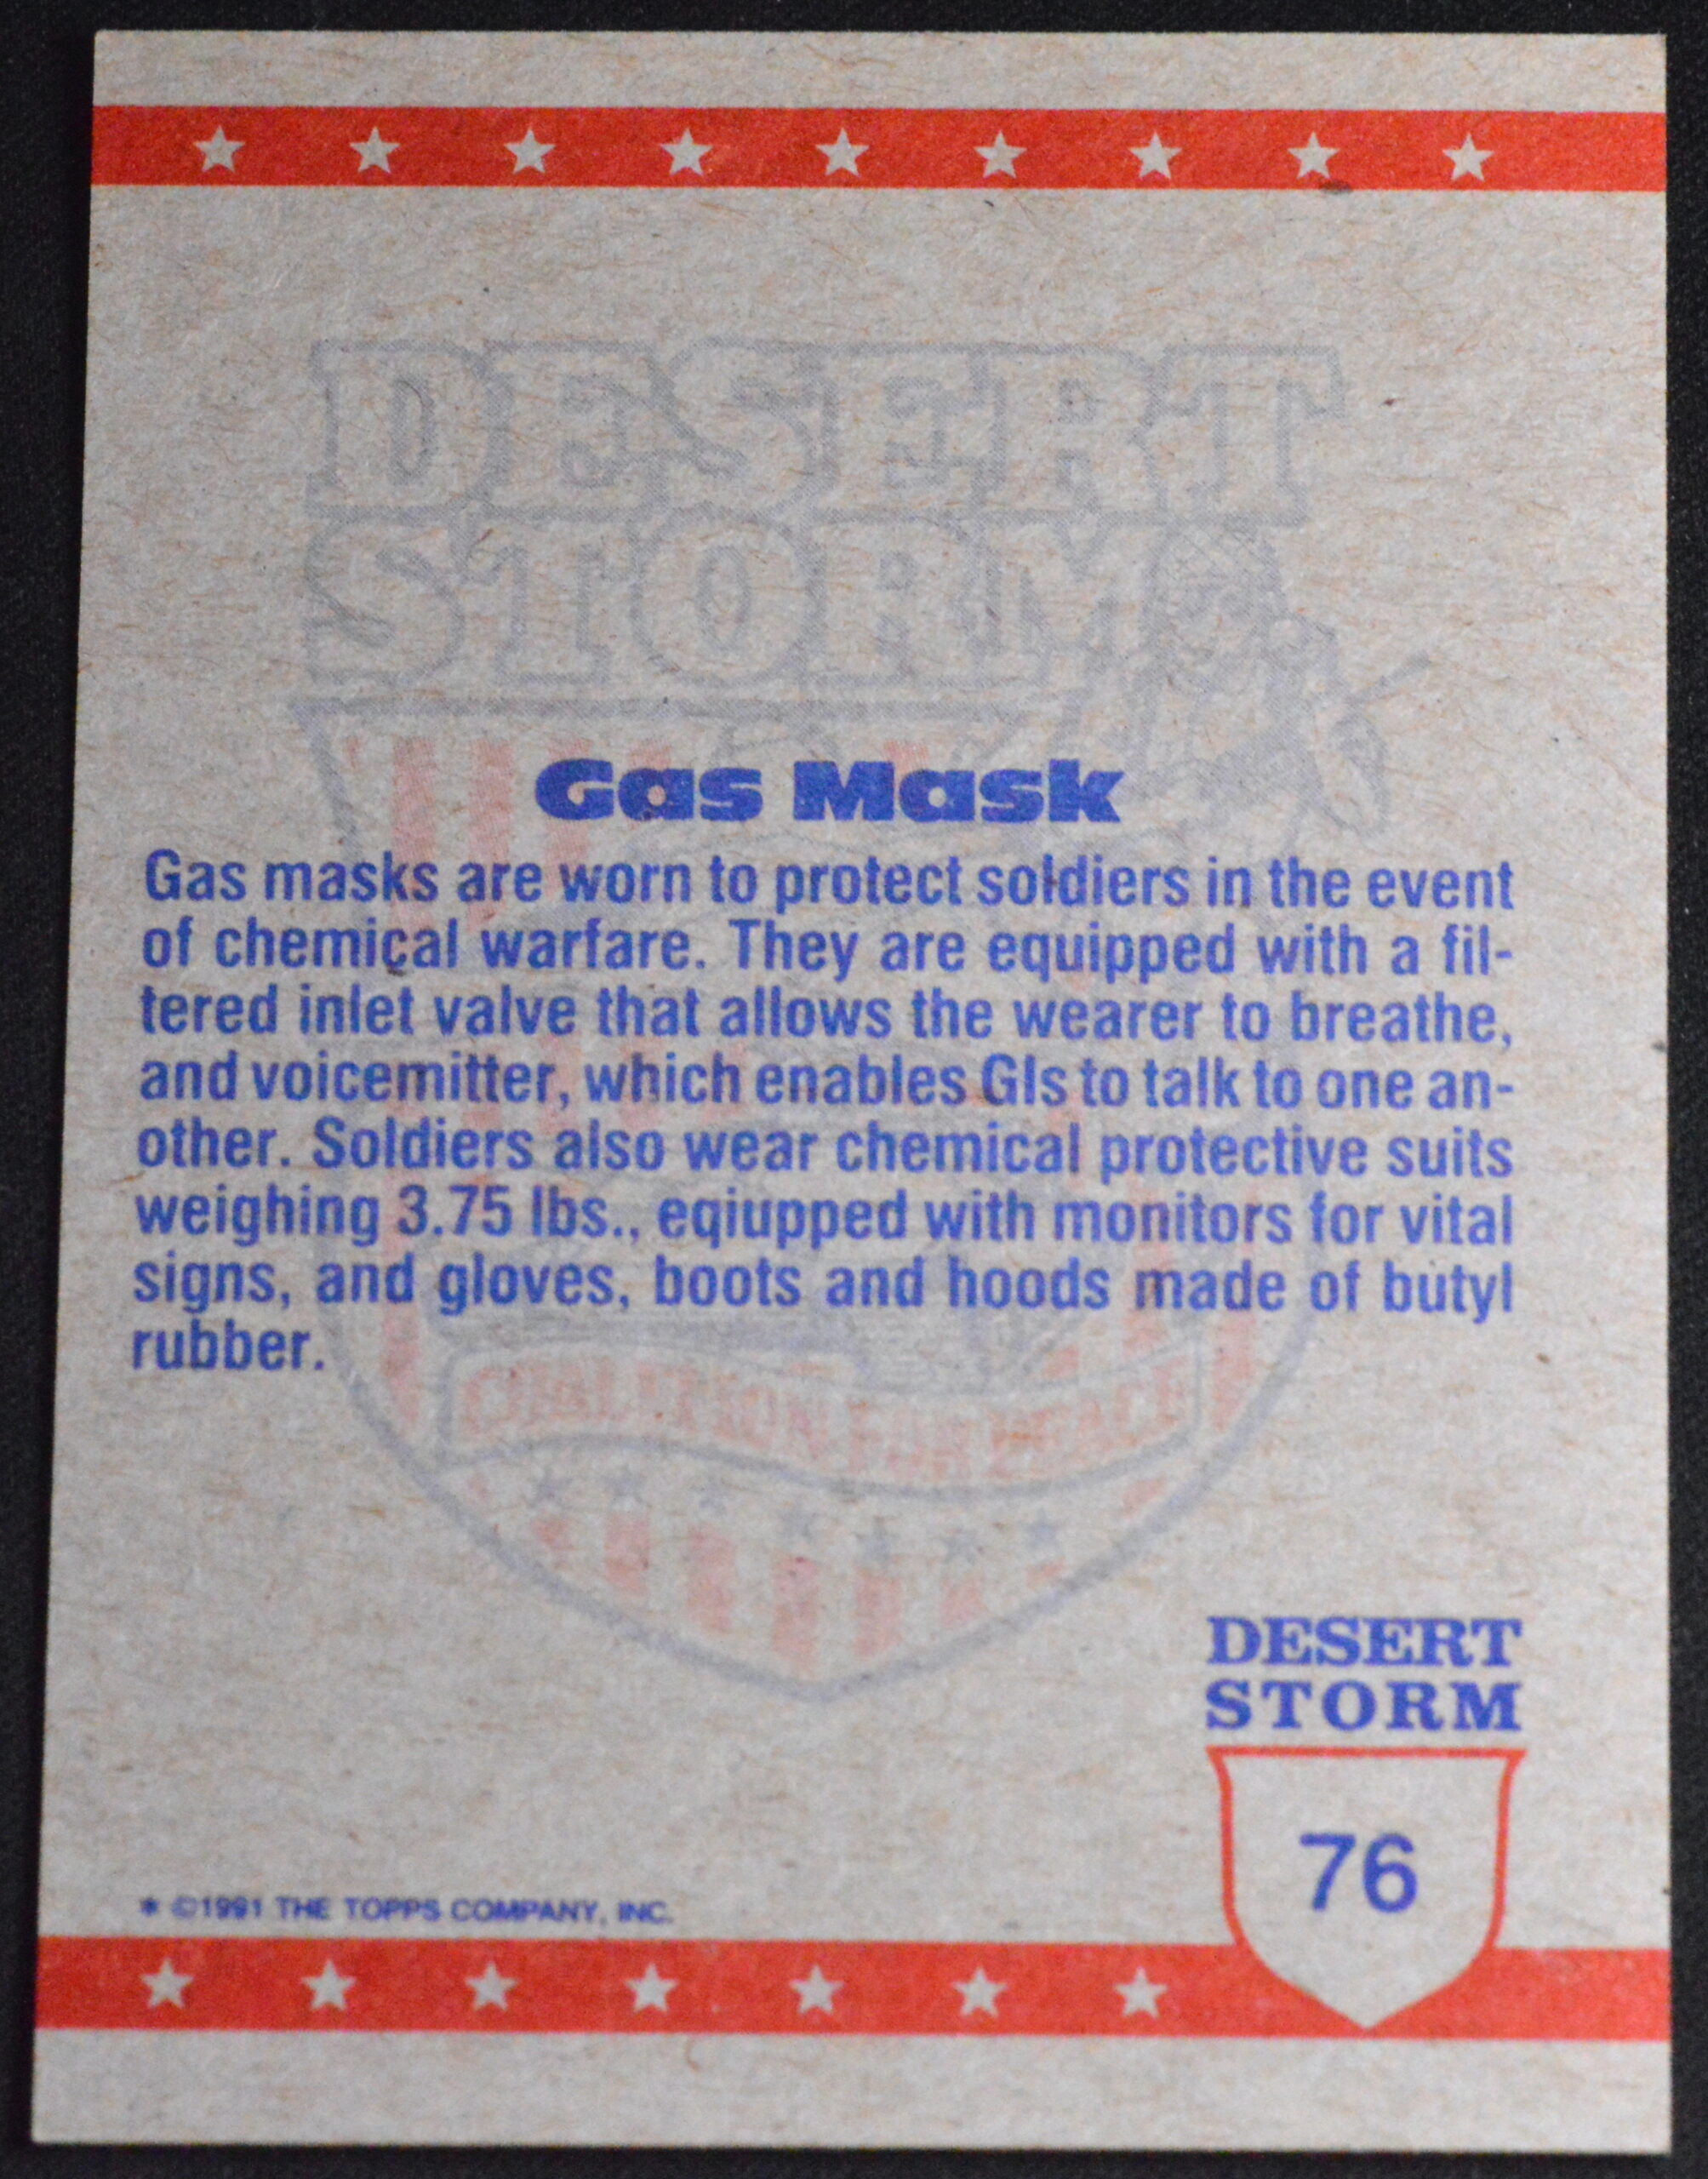 DESERT
STORM
Gas Mask
Gas masks are worn to protect soldiers in the event
of chemical warfare. They are equipped with a fil-
tered inlet valve that allows the wearer to breathe,
and voicemitter, which enables GIs to talk to one an-
other. Soldiers also wear chemical protective suits
weighing 3.75 lbs., eqiupped with monitors for vital
signs, and gloves, boots and hoods made of butyl
rubber.
COALITION FOR PEACE
DESERT
STORM
76
* ©1991 THE TOPPS COMPANY, INC.